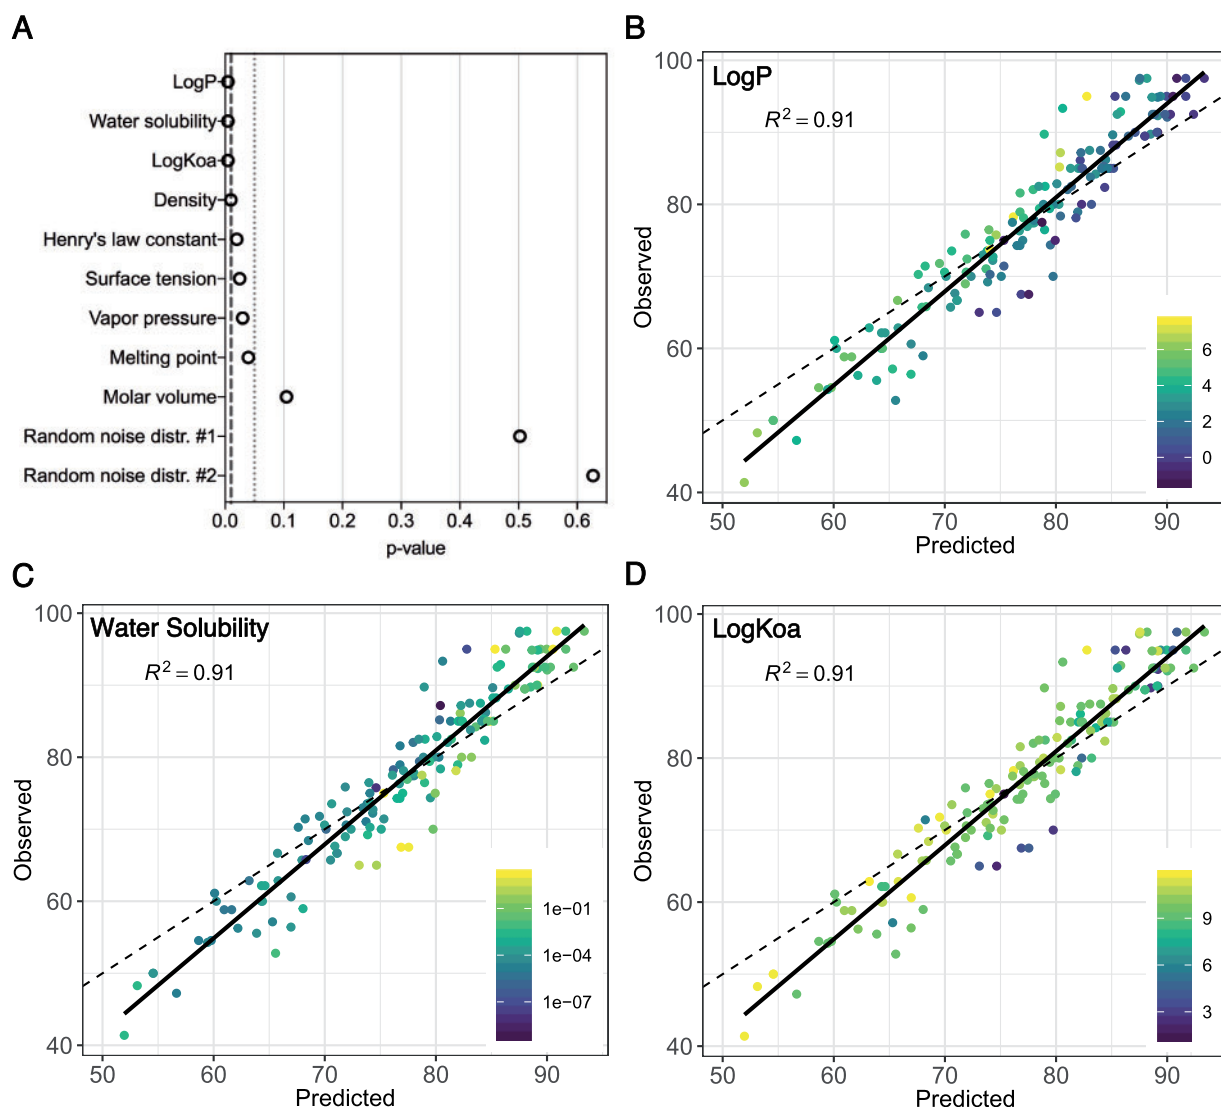 A
LogP
Water solubility
LogKoa
Density
Henry's law constant
Surface tension
Vapor pressure
Melting point
Molar volume
Random noise distr. #1
Random noise distr. #2
0.0 0.1 0.2 0.3 0.4 0.5 0.6
p-value
B
LogP
R² = 0.91
100
80
60
40
Observed
6
4
2
0
50 60 70 80 90
Predicted
C
Water Solubility
R² = 0.91
100
80
60
40
Observed
1e−01
1e−04
1e−07
50 60 70 80 90
Predicted
D
LogKoa
R² = 0.91
100
80
60
40
Observed
9
6
3
50 60 70 80 90
Predicted